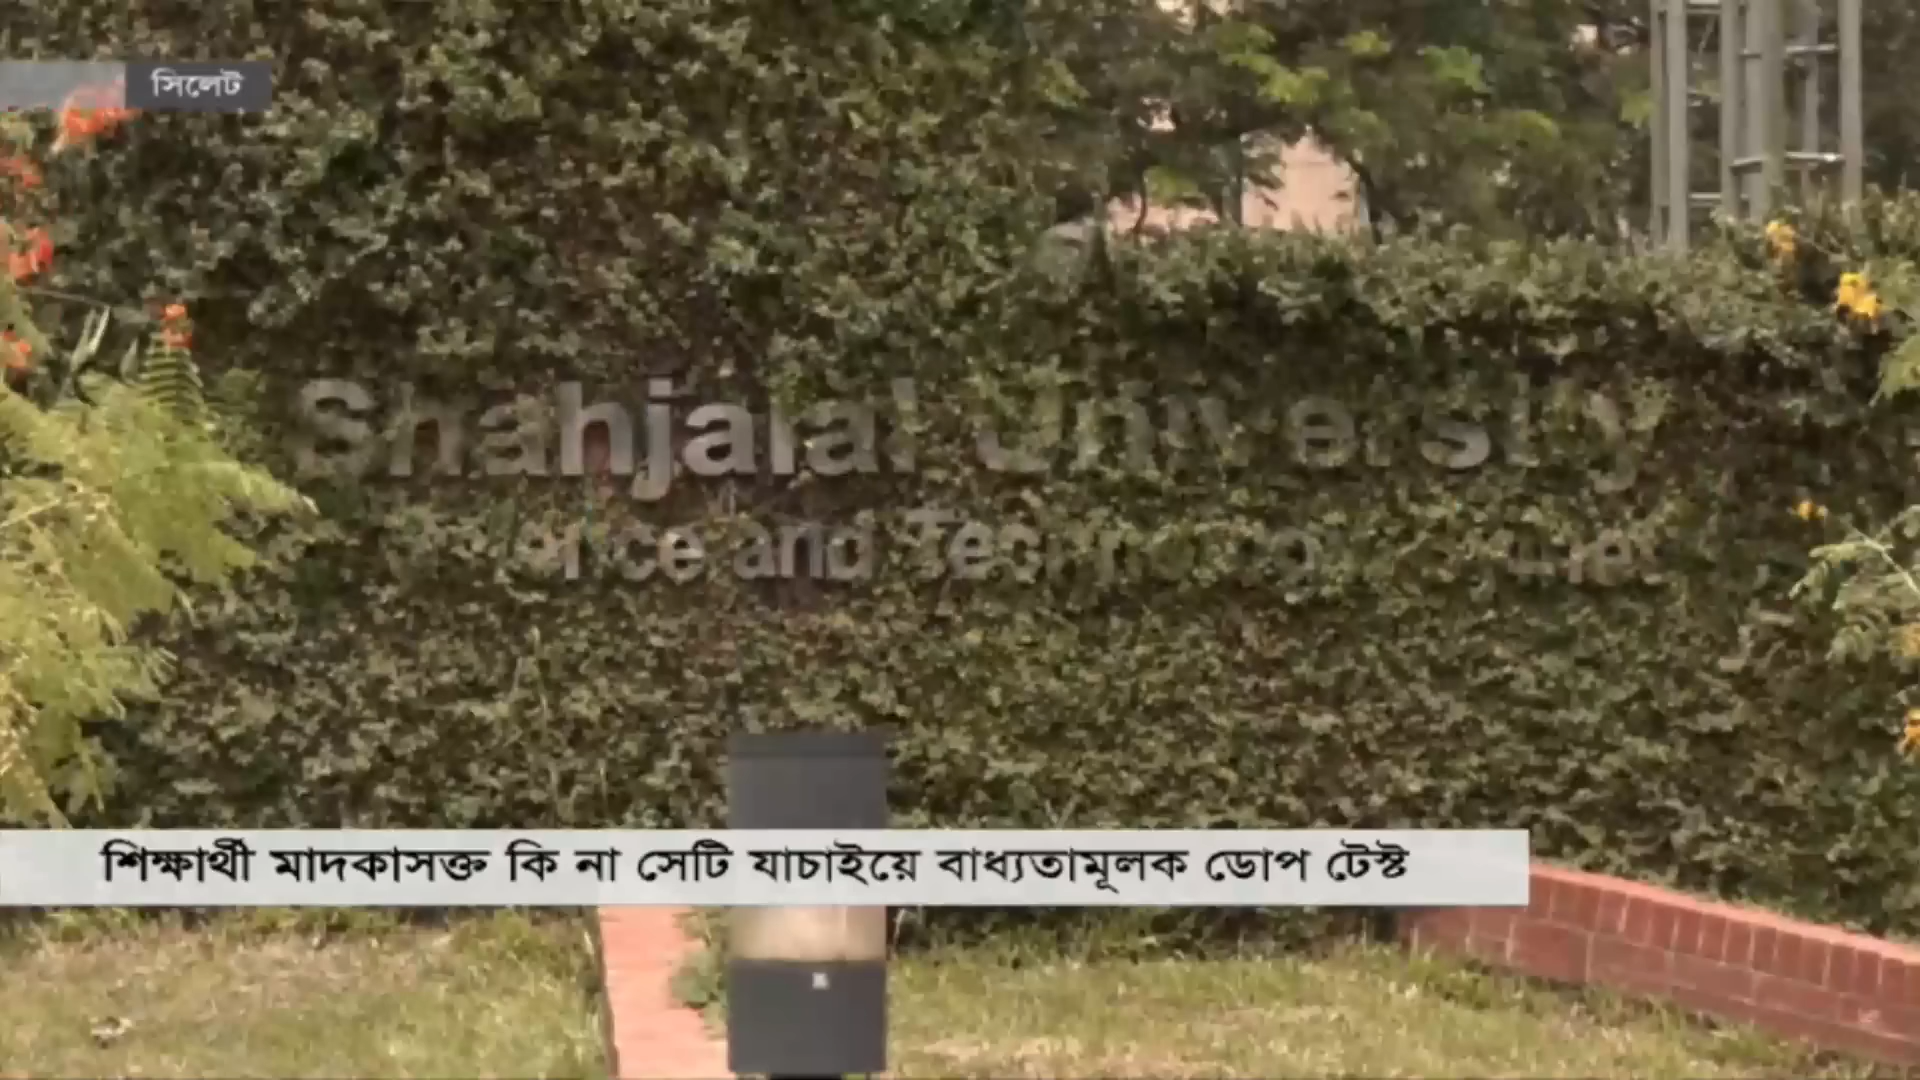 সিলেট
Shahjalal University
and
শিক্ষার্থী মাদকাসক্ত কি না সেটি যাচাইয়ে বাধ্যতামূলক ডোপ টেস্ট